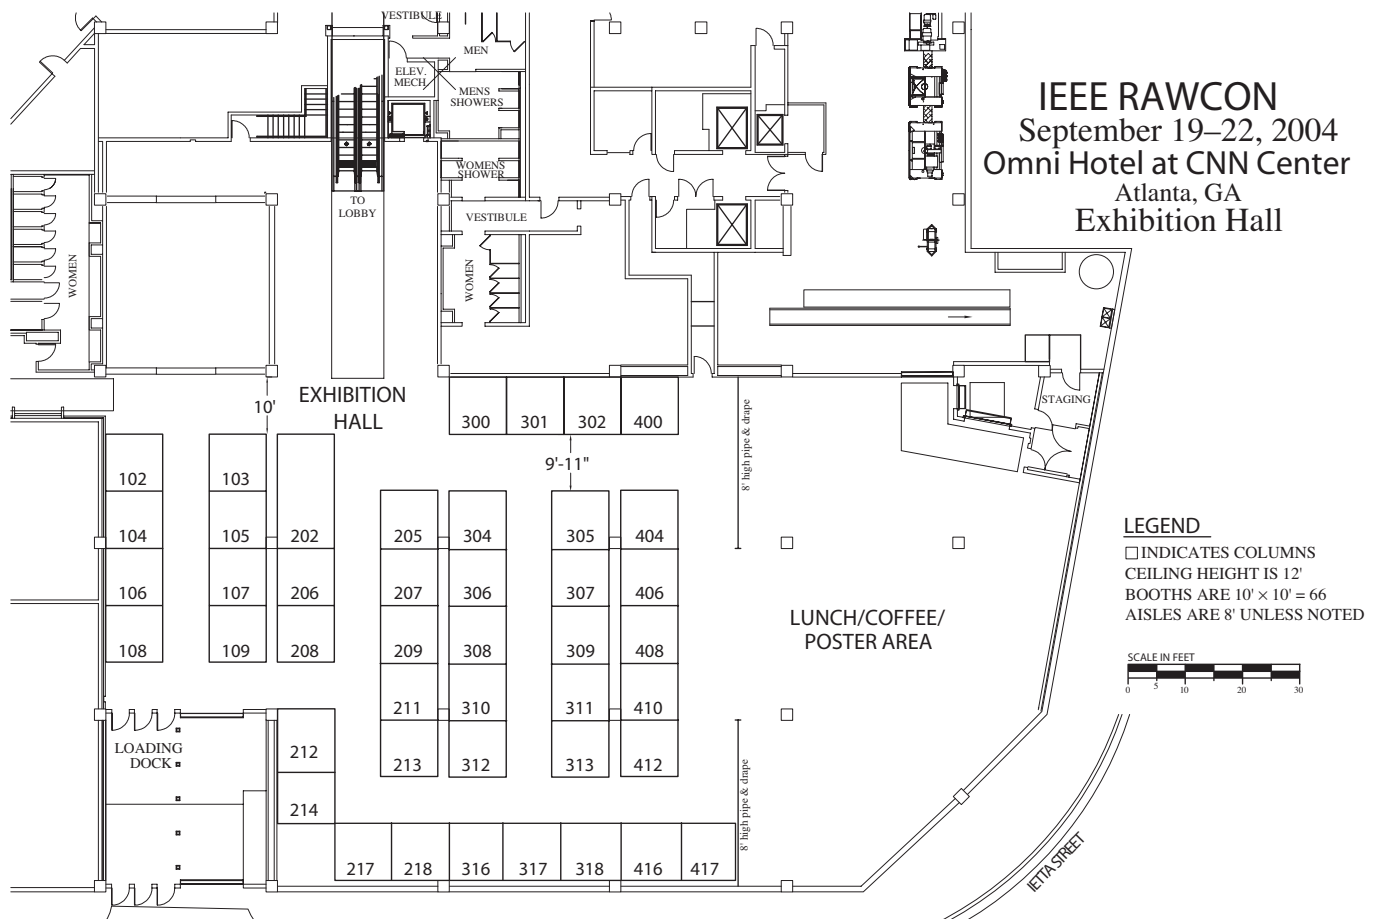 VESTIBULE
MEN
ELEV.
MECH.
MENS
SHOWERS
IEEE RAWCON
September 19–22, 2004
Omni Hotel at CNN Center
Atlanta, GA
Exhibition Hall
WOMENS
SHOWER
TO
LOBBY
VESTIBULE
WOMEN
WOMEN
EXHIBITION
HALL
10'
STAGING
300 301 302 400
8' high pipe & drape
9'-11"
102 103
104 105 202 205 304 305 404
106 107 206 207 306 307 406
108 109 208 209 308 309 408
211 310 311 410
213 312 313 412
LEGEND
INDICATES COLUMNS
CEILING HEIGHT IS 12'
BOOTHS ARE 10' × 10' = 66
AISLES ARE 8' UNLESS NOTED
LUNCH/COFFEE/
POSTER AREA
SCALE IN FEET
0 5 10 20 30
LOADING
DOCK
212
214
8' high pipe & drape
217 218 316 317 318 416 417
IETTA STREET